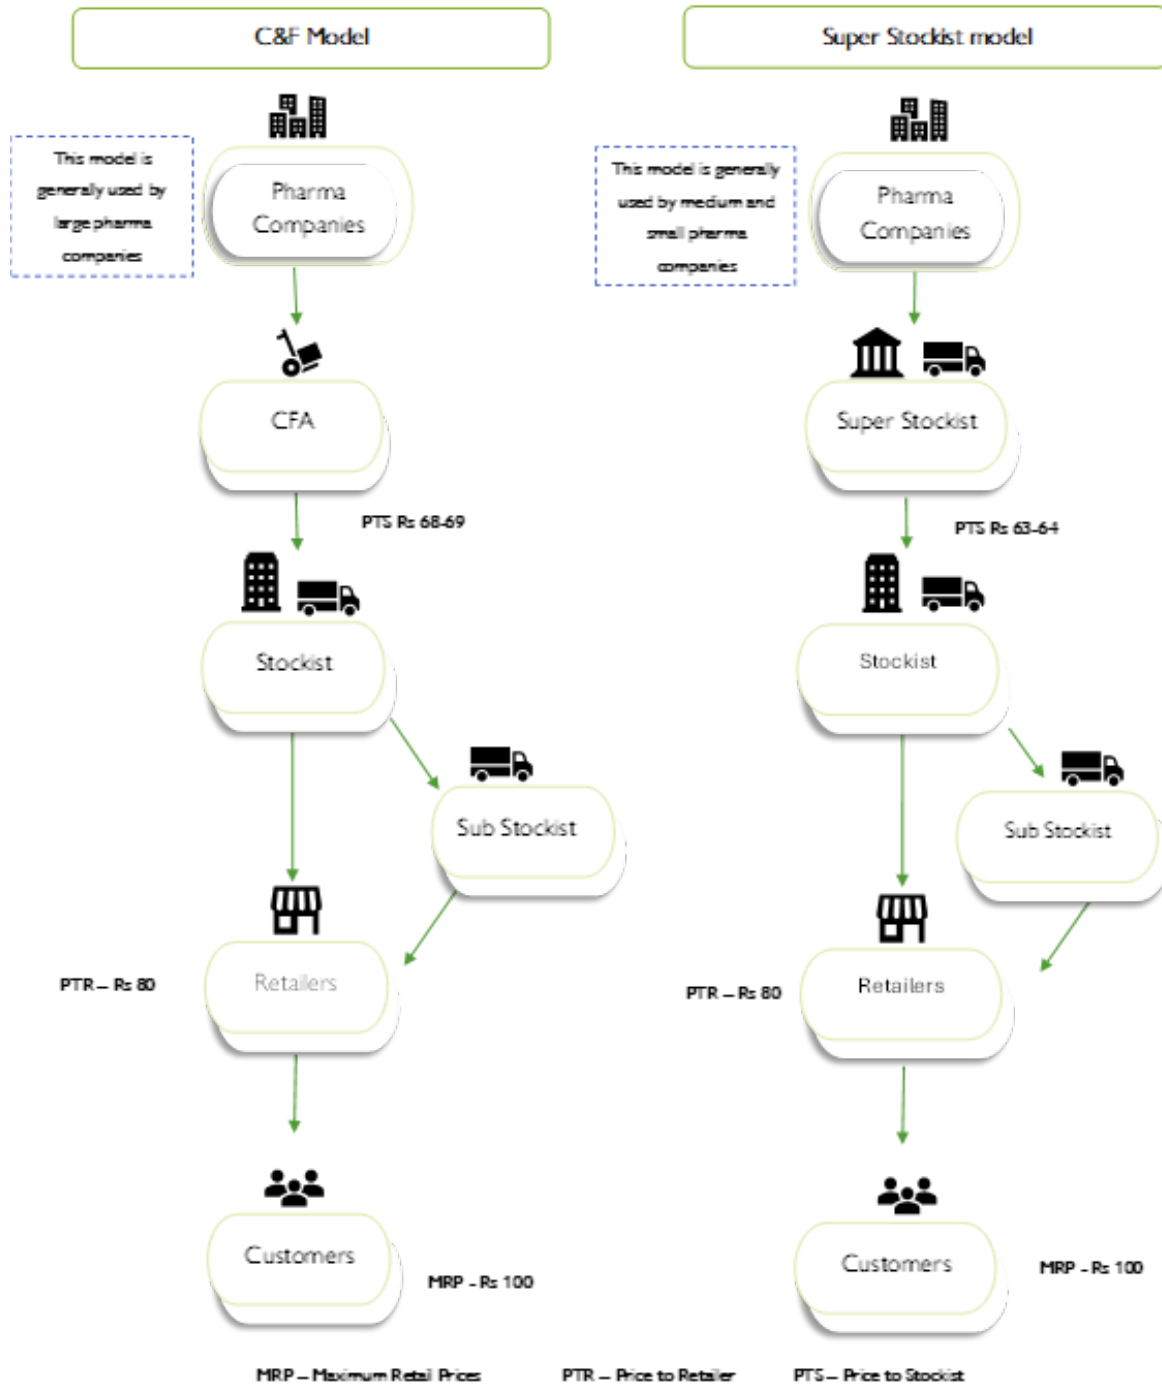 C&F Model
This model is
generally used by
large pharma
companies
Pharma
Companies
CFA
PTS Rs 68-69
Stockist
Sub Stockist
PTR – Rs 80
Retailers
Customers
MRP - Rs 100
Super Stockist model
This model is generally
used by medium and
small pharma
companies
Pharma
Companies
Super Stockist
PTS Rs 63-64
Stockist
Sub Stockist
PTR – Rs 80
Retailers
Customers
MRP - Rs 100
MRP – Maximum Retail Prices PTR – Price to Retailer PTS – Price to Stockist